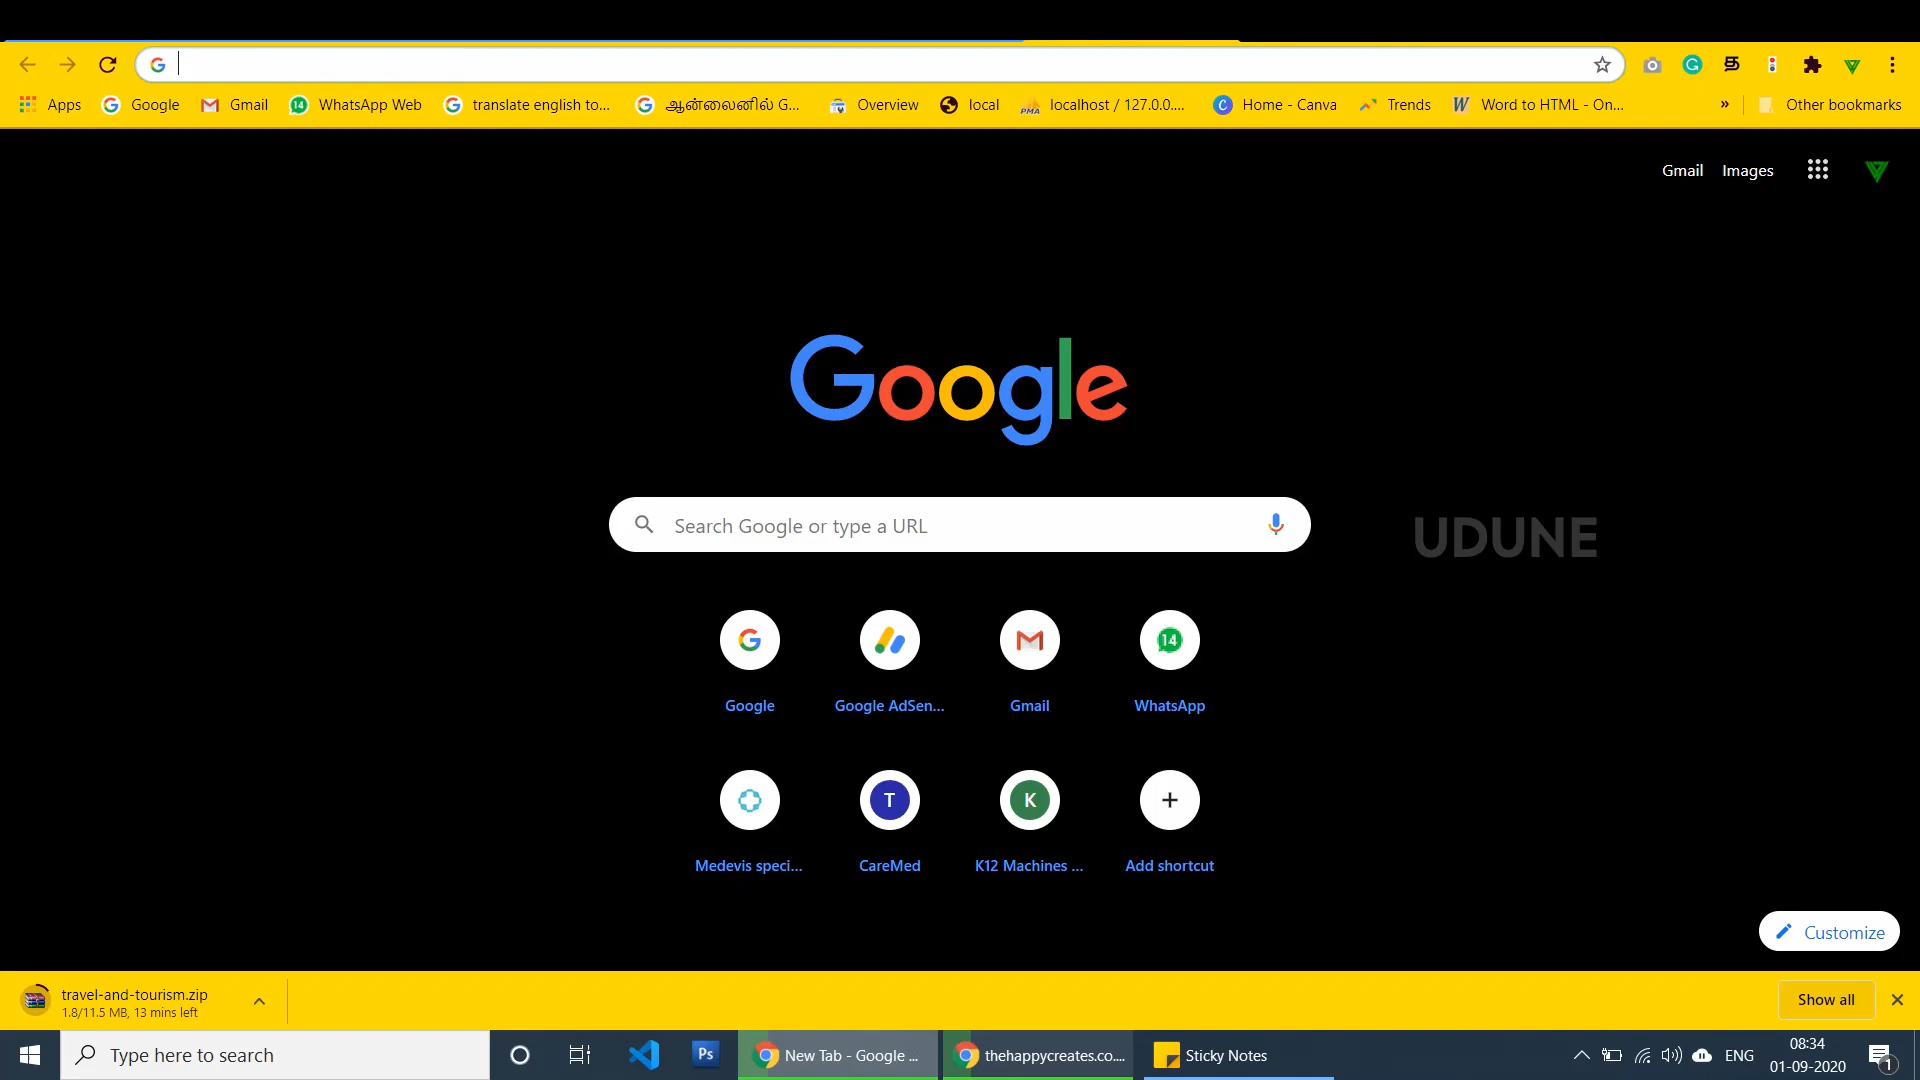 Apps Google Gmail WhatsApp Web translate english to... ஆன்லைனில் G... Overview local localhost / 127.0.0.... Home - Canva Trends Word to HTML - On... » Other bookmarks
Gmail Images
Google
Search Google or type a URL
UDUNE
Google Google AdSen... Gmail WhatsApp
Medevis speci... CareMed K12 Machines ... Add shortcut
Customize
travel-and-tourism.zip
1.8/11.5 MB, 13 mins left
Show all
Type here to search
New Tab - Google ... thehappycreates.co.... Sticky Notes
ENG
08:34
01-09-2020